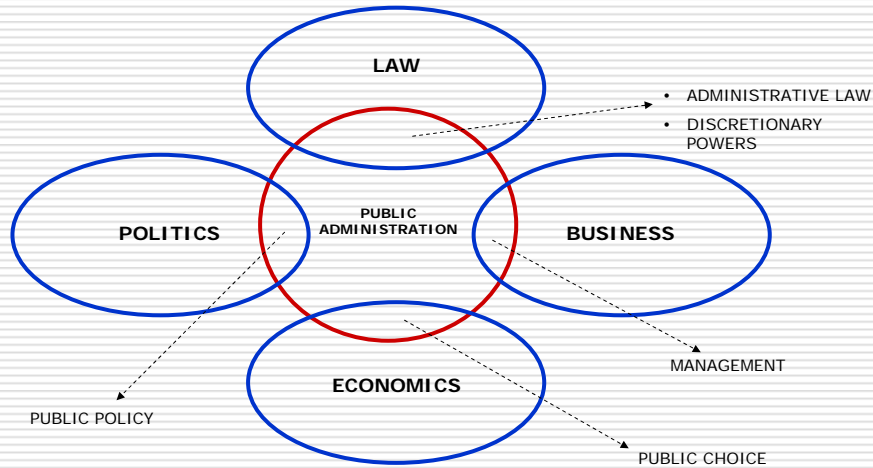 LAW
• ADMINISTRATIVE LAW
• DISCRETIONARY
POWERS
PUBLIC
ADMINISTRATION
POLITICS
BUSINESS
MANAGEMENT
ECONOMICS
PUBLIC POLICY
PUBLIC CHOICE